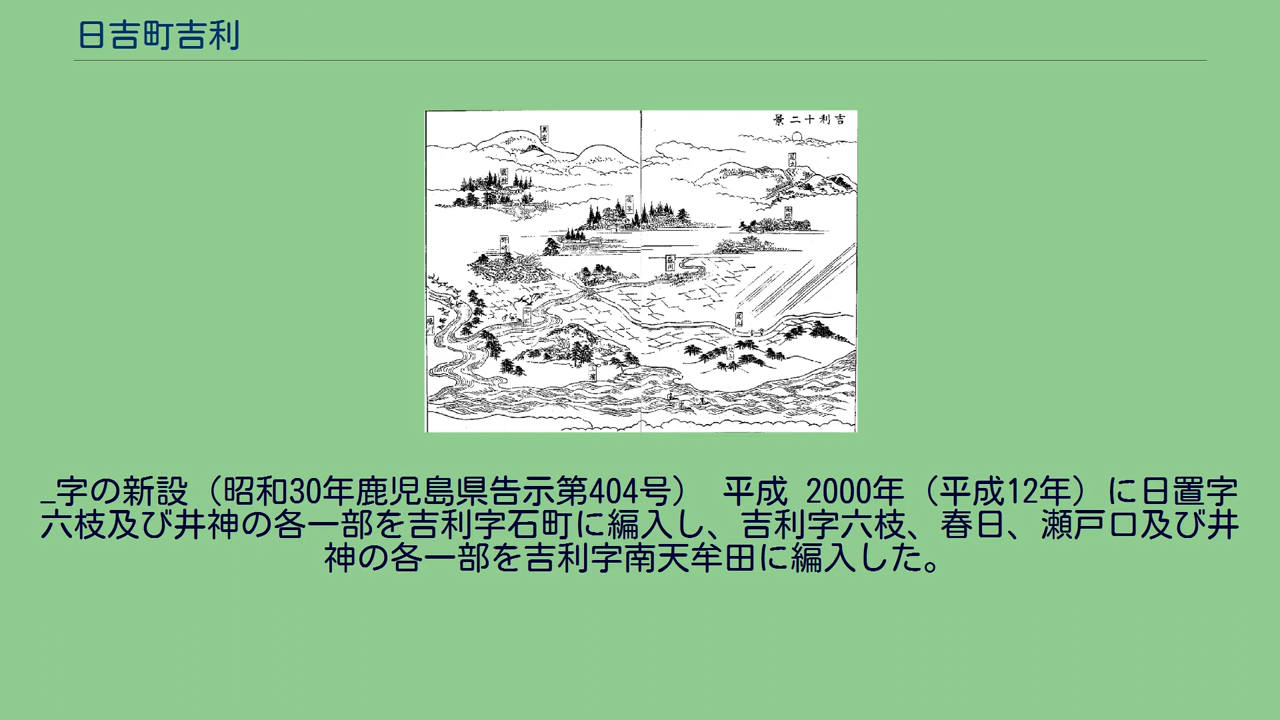 日吉町吉利
吉利十二景
_字の新設（昭和30年鹿児島県告示第404号） 平成 2000年（平成12年）に日置字
六枝及び井神の各一部を吉利字石町に編入し、吉利字六枝、春日、瀬戸口及び井
神の各一部を吉利字南天牟田に編入した。